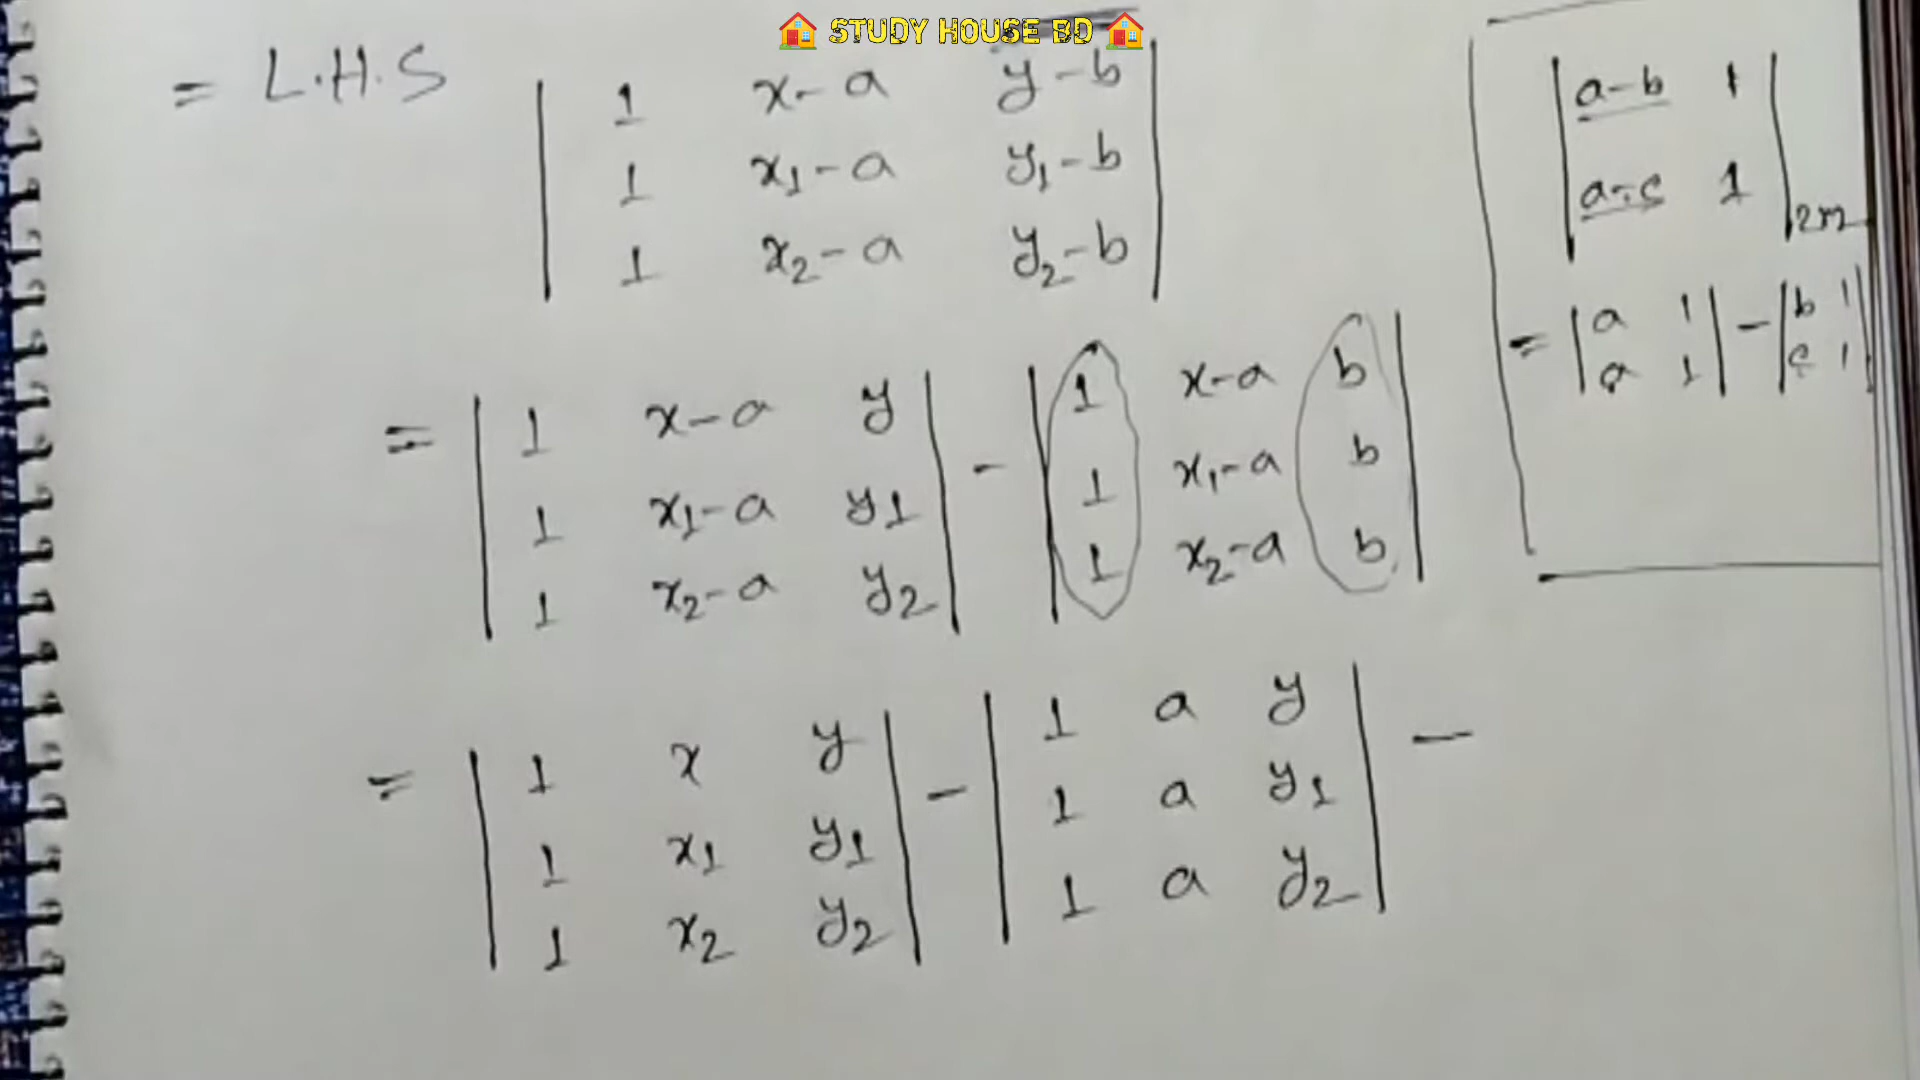 🏠 STUDY HOUSE BD 🏠
= L.H.S | 1 x-a y-b |
| 1 x₁-a y₁-b |
| 1 x₂-a y₂-b |
= | 1 x-a y | - | 1 x-a b |
| 1 x₁-a y₁ | | 1 x₁-a b |
| 1 x₂-a y₂ | | 1 x₂-a b |
= | 1 x y | - | 1 a y | -
| 1 x₁ y₁ | | 1 a y₁ |
| 1 x₂ y₂ | | 1 a y₂ |
| a-b 1 |
| a-c 1 |
= | a 1 | - | b 1 |
| a 1 | | c 1 |